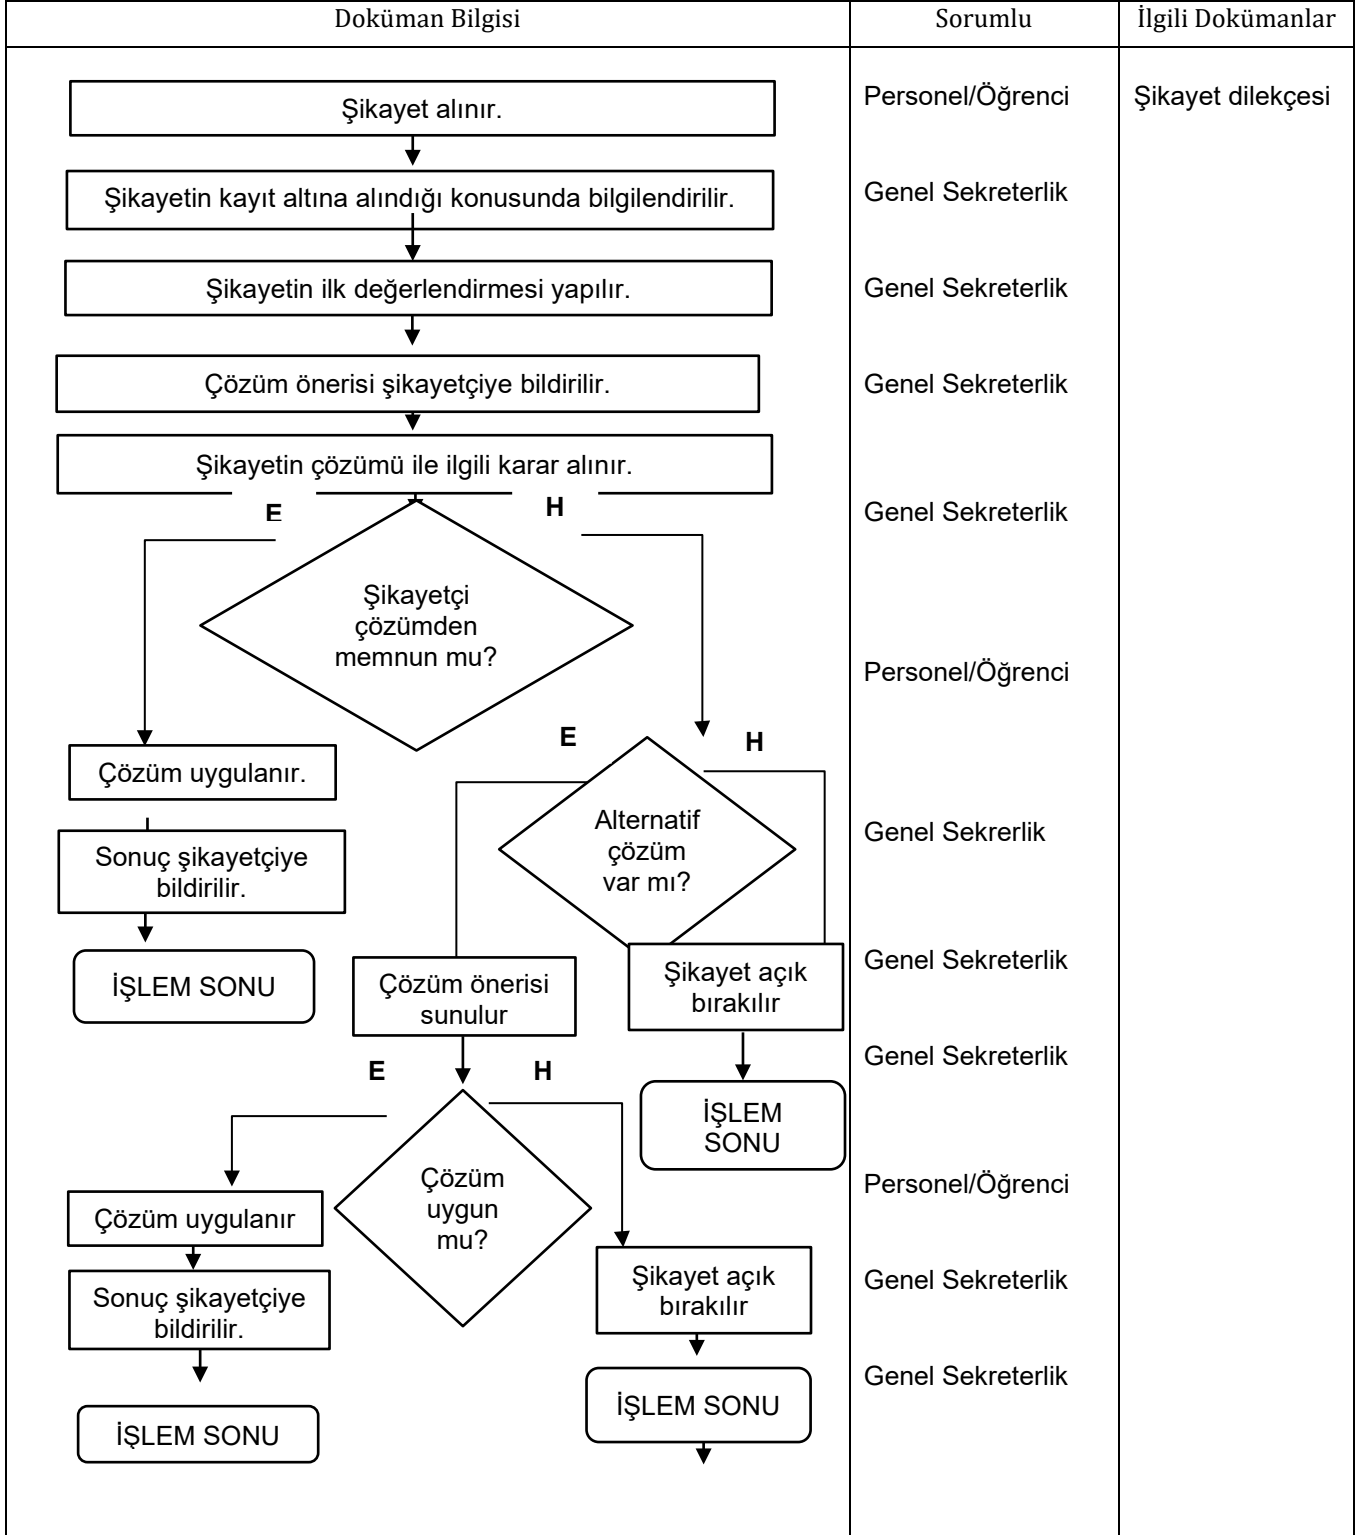 Doküman Bilgisi
Sorumlu
İlgili Dokümanlar
Şikayet alınır.
Personel/Öğrenci
Şikayet dilekçesi
Şikayetin kayıt altına alındığı konusunda bilgilendirilir.
Genel Sekreterlik
Şikayetin ilk değerlendirmesi yapılır.
Genel Sekreterlik
Çözüm önerisi şikayetçiye bildirilir.
Genel Sekreterlik
Şikayetin çözümü ile ilgili karar alınır.
E
H
Genel Sekreterlik
Şikayetçi
çözümden
memnun mu?
Personel/Öğrenci
E
H
Çözüm uygulanır.
Alternatif
çözüm
var mı?
Genel Sekrerlik
Sonuç şikayetçiye
bildirilir.
İŞLEM SONU
Çözüm önerisi
sunulur
Şikayet açık
bırakılır
Genel Sekreterlik
E
H
Genel Sekreterlik
İŞLEM
SONU
Çözüm
uygun
mu?
Personel/Öğrenci
Çözüm uygulanır
Sonuç şikayetçiye
bildirilir.
Şikayet açık
bırakılır
Genel Sekreterlik
İŞLEM SONU
İŞLEM SONU
Genel Sekreterlik